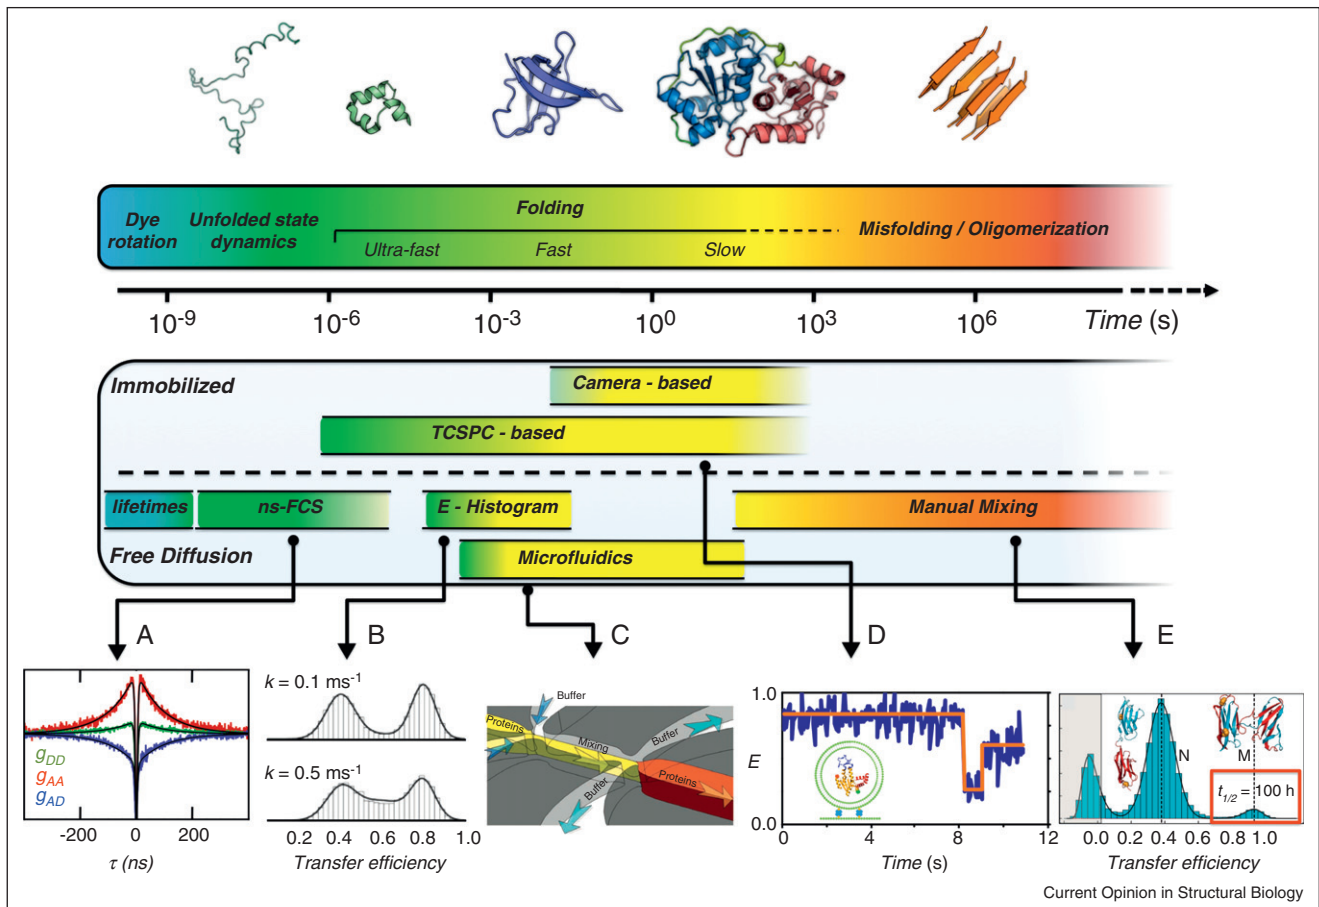 Dye rotation
Unfolded state dynamics
Folding
Ultra-fast
Fast
Slow
Misfolding / Oligomerization
10-9
10-6
10-3
10⁰
10³
10⁶
Time (s)
Immobilized
Camera - based
TCSPC - based
lifetimes
ns-FCS
E - Histogram
Manual Mixing
Free Diffusion
Microfluidics
A
B
C
D
E
gDD
gAA
gAD
-200
0
200
τ (ns)
k = 0.1 ms-1
k = 0.5 ms-1
0.2 0.4 0.6 0.8 1.0
Transfer efficiency
Buffer
Proteins
Mixing
Buffer
Proteins
Buffer
1.0
E
0.0
0 4 8 12
Time (s)
N
M
t1/2 = 100 h
0.0 0.2 0.4 0.6 0.8 1.0
Transfer efficiency
Current Opinion in Structural Biology